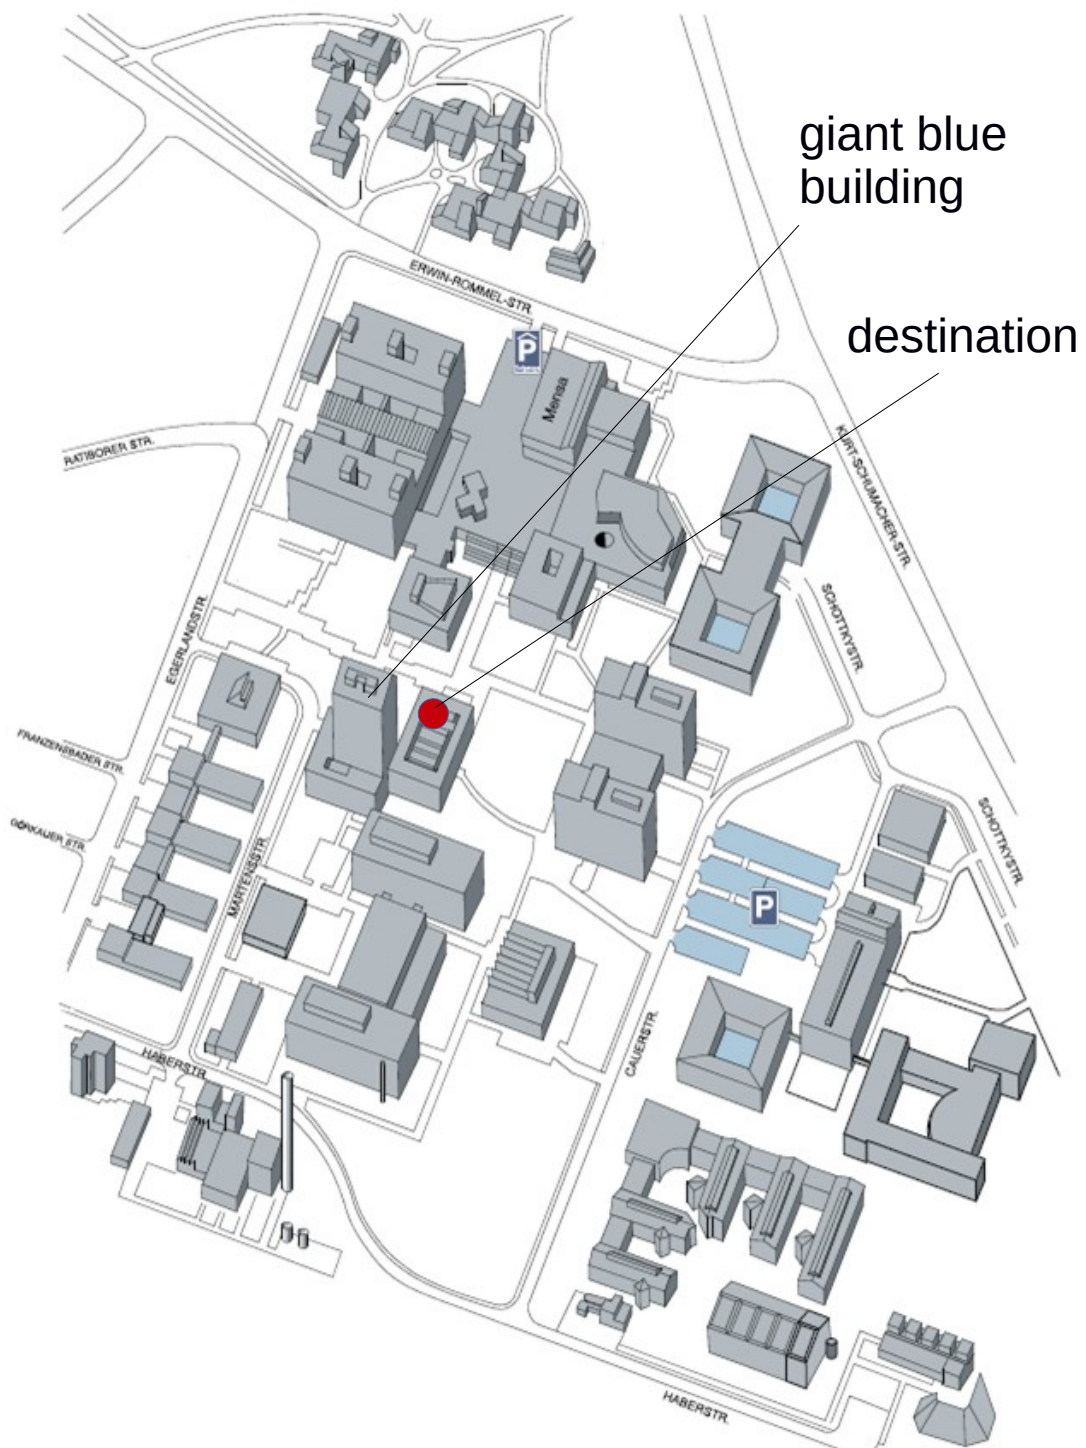 giant blue
building
destination
ERWIN-ROMMEL-STR.
P
Mensa
RATIBORER STR.
KURT-SCHUMACHER-STR.
SCHOTTKYSTR.
EGERLANDSTR.
FRANZENSBADER STR.
GÖRKAUER STR.
MARTENSSTR.
SCHOTTKYSTR.
P
CAUERSTR.
HABERSTR.
HABERSTR.